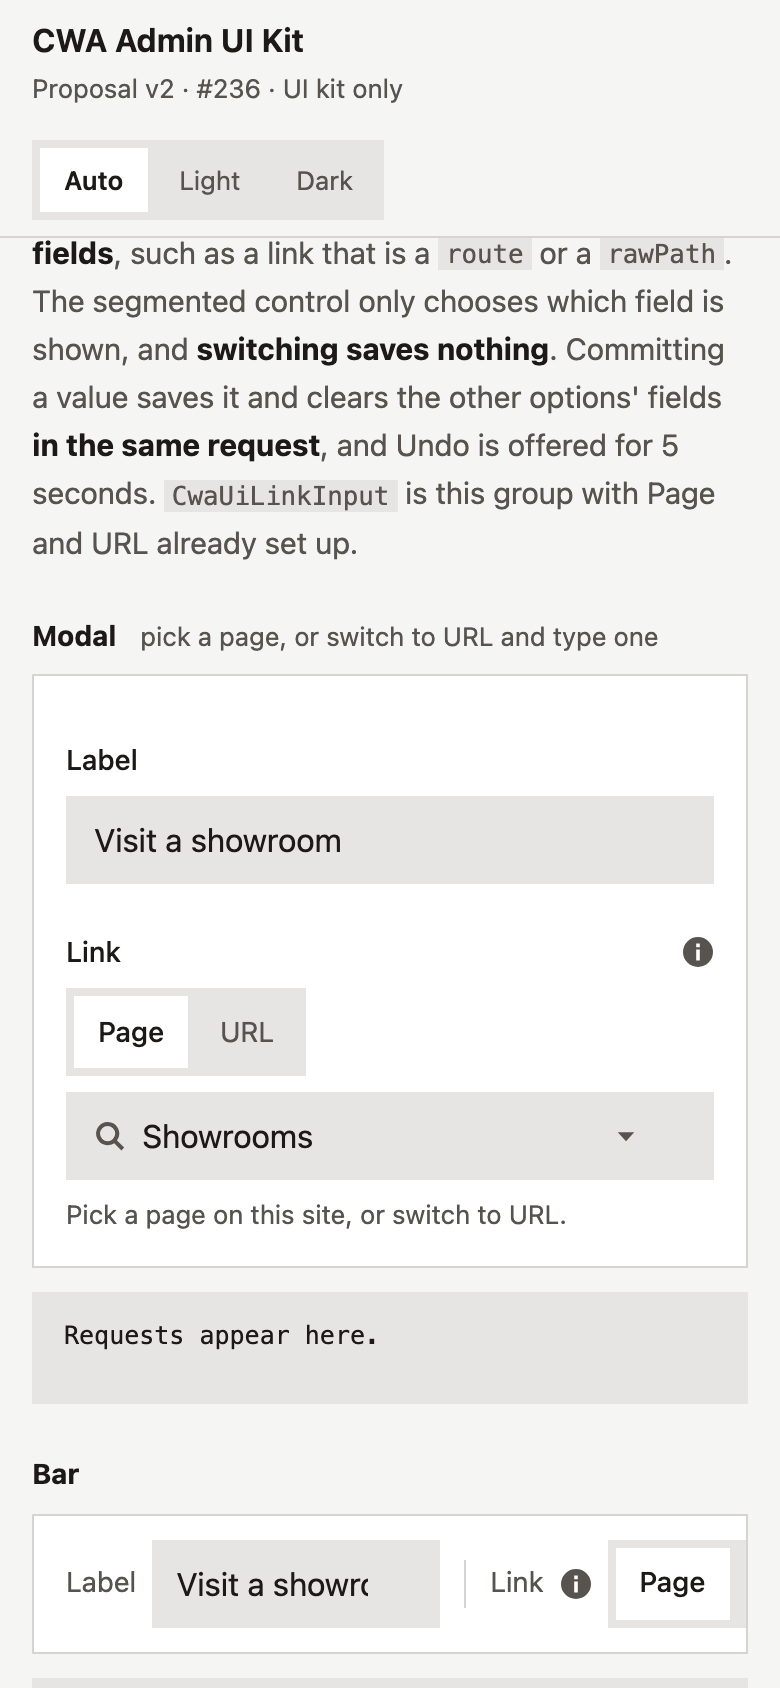 CWA Admin UI Kit
Proposal v2 · #236 · UI kit only
Auto Light Dark
fields, such as a link that is a route or a rawPath.
The segmented control only chooses which field is
shown, and switching saves nothing. Committing
a value saves it and clears the other options' fields
in the same request, and Undo is offered for 5
seconds. CwaUiLinkInput is this group with Page
and URL already set up.
Modal pick a page, or switch to URL and type one
Label
Visit a showroom
Link
Page URL
Showrooms
Pick a page on this site, or switch to URL.
Requests appear here.
Bar
Label Visit a showro Link Page